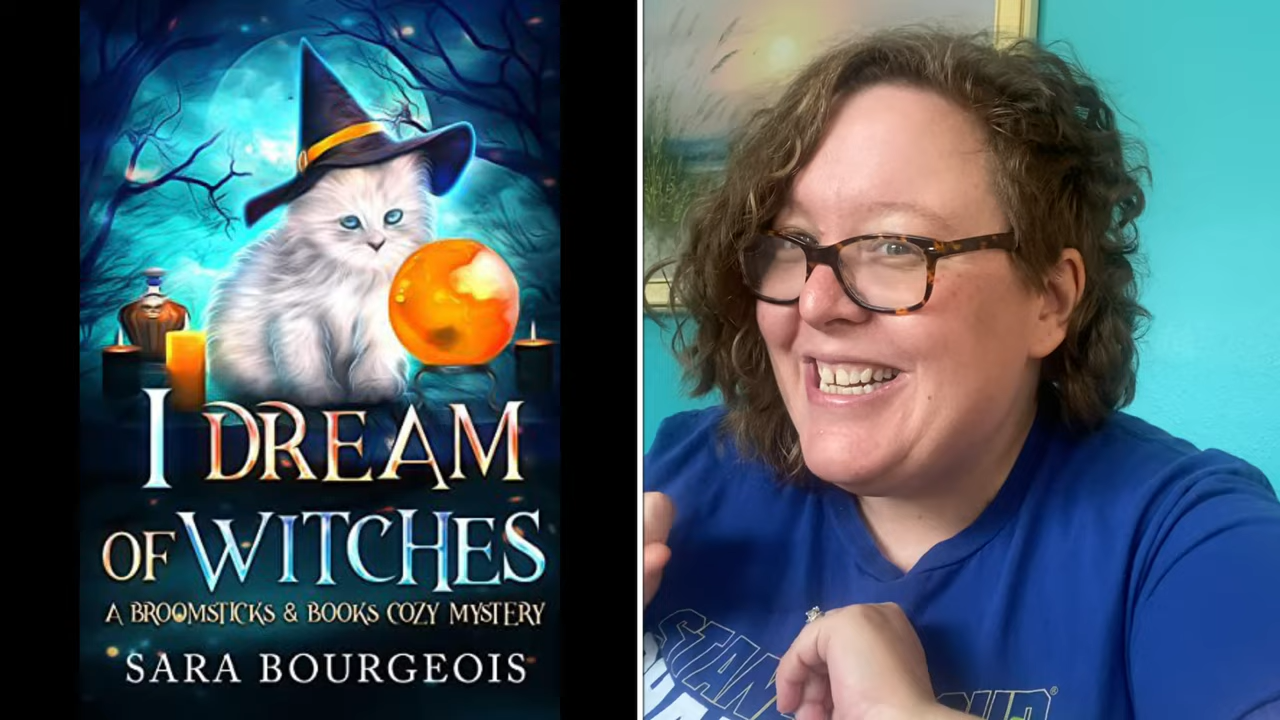 I DREAM
OF WITCHES
A BROOMSTICKS & BOOKS COZY MYSTERY
SARA BOURGEOIS